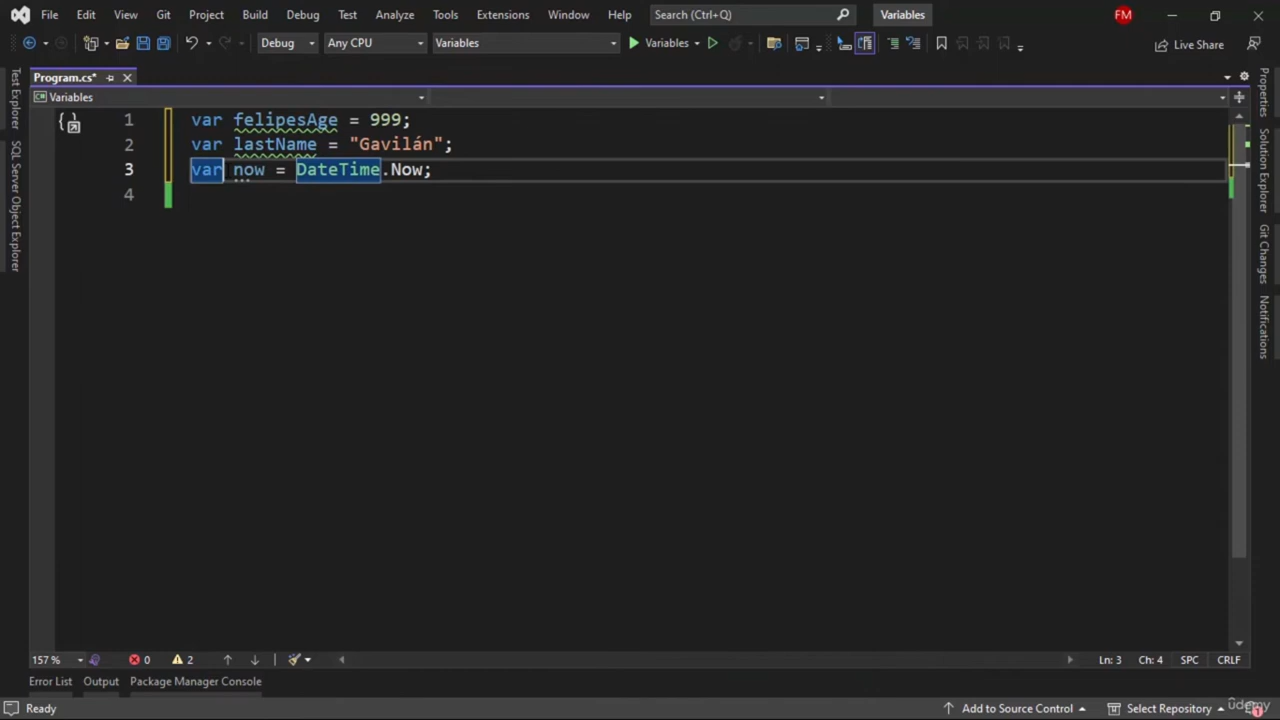 File Edit View Git Project Build Debug Test Analyze Tools Extensions Window Help Search (Ctrl+Q) Variables FM
Debug Any CPU Variables Variables Live Share
Program.cs*
Variables
1 var felipesAge = 999;
2 var lastName = "Gavilán";
3 var now = DateTime.Now;
4
Test Explorer
SQL Server Object Explorer
Properties
Solution Explorer
Git Changes
Notifications
157 % 0 2 Ln: 3 Ch: 4 SPC CRLF
Error List Output Package Manager Console
Ready Add to Source Control Select Repository 1
ûdemy